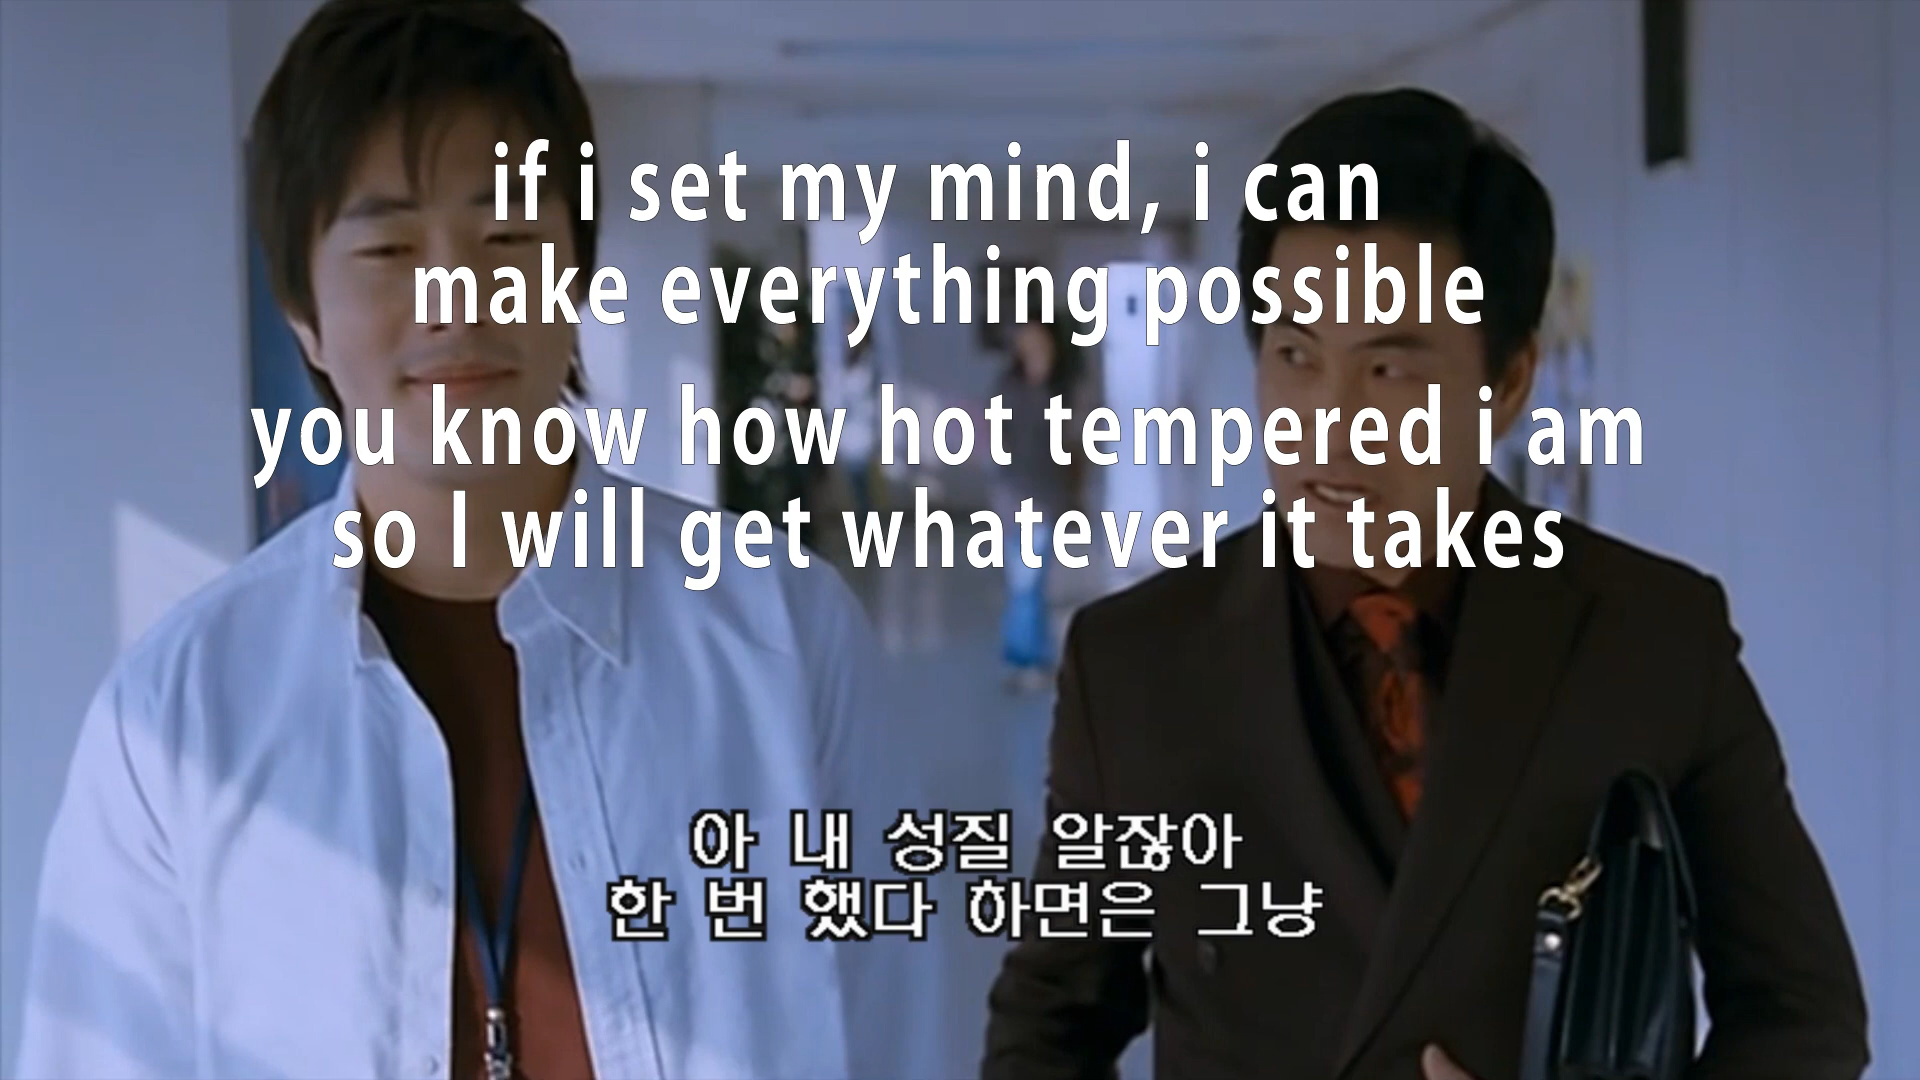 if i set my mind, i can
make everything possible
you know how hot tempered i am
so I will get whatever it takes
아 내 성질 알잖아
한 번 했다 하면은 그냥